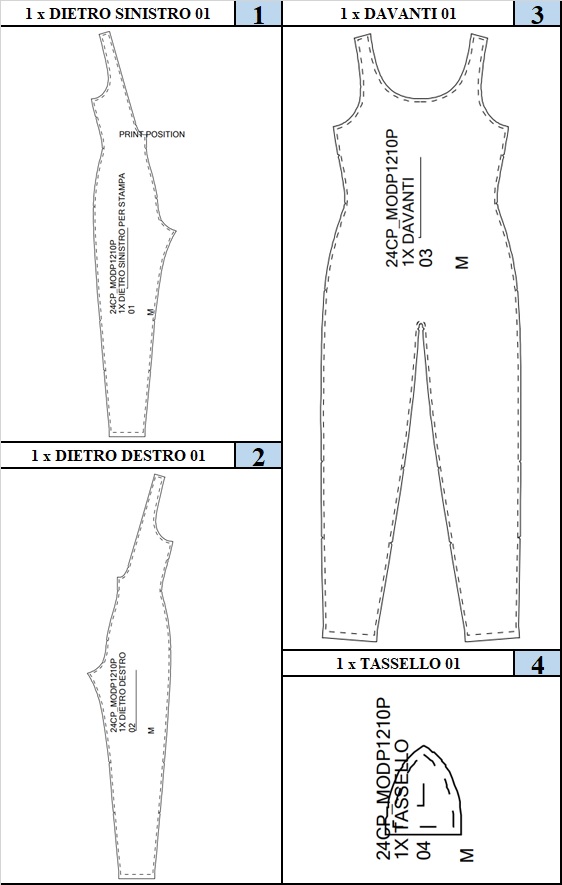 1 x DIETRO SINISTRO 01
1
PRINT POSITION
24CP_MODP1210P
1X DIETRO SINISTRO PER STAMPA
01
M
1 x DIETRO DESTRO 01
2
24CP_MODP1210P
1X DIETRO DESTRO
02
M
1 x DAVANTI 01
3
24CP_MODP1210P
1X DAVANTI
03
M
1 x TASSELLO 01
4
24CP_MODP1210P
1X TASSELLO
04
M